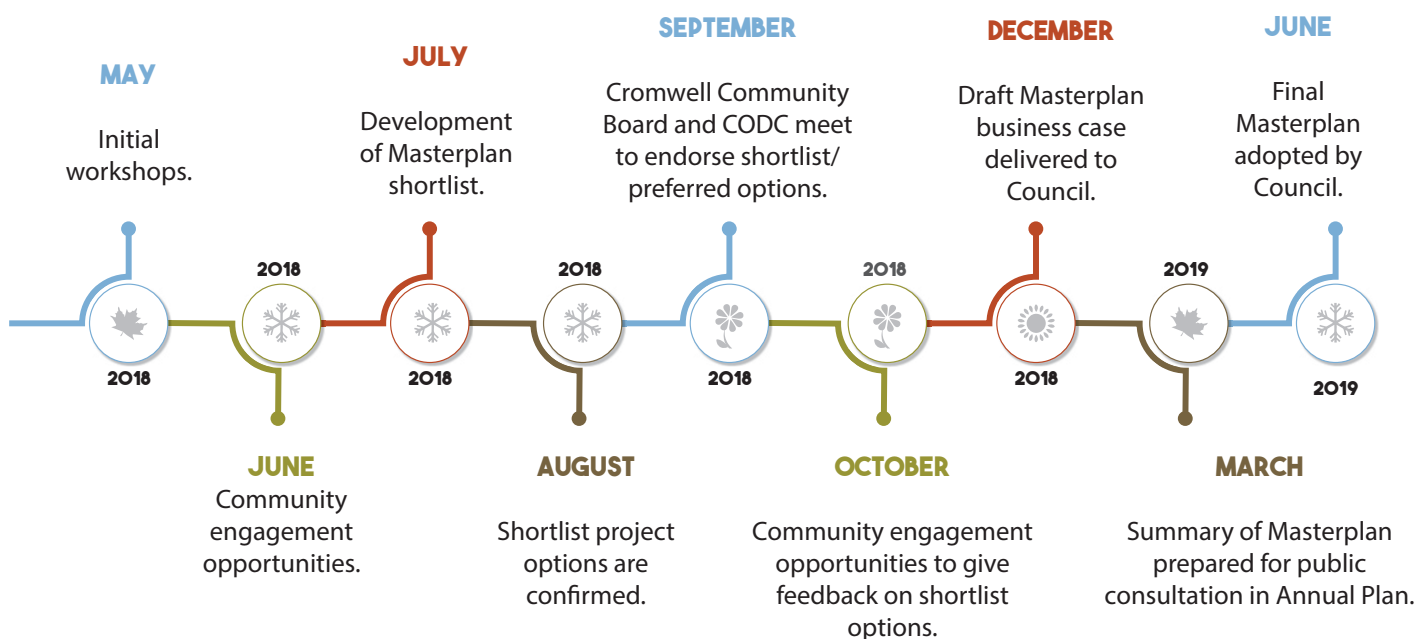 MAY
Initial
workshops.
2018
2018
JUNE
Community
engagement
opportunities.
JULY
Development
of Masterplan
shortlist.
2018
2018
AUGUST
Shortlist project
options are
confirmed.
SEPTEMBER
Cromwell Community
Board and CODC meet
to endorse shortlist/
preferred options.
2018
2018
OCTOBER
Community engagement
opportunities to give
feedback on shortlist
options.
DECEMBER
Draft Masterplan
business case
delivered to
Council.
2018
2019
MARCH
Summary of Masterplan
prepared for public
consultation in Annual Plan.
JUNE
Final
Masterplan
adopted by
Council.
2019